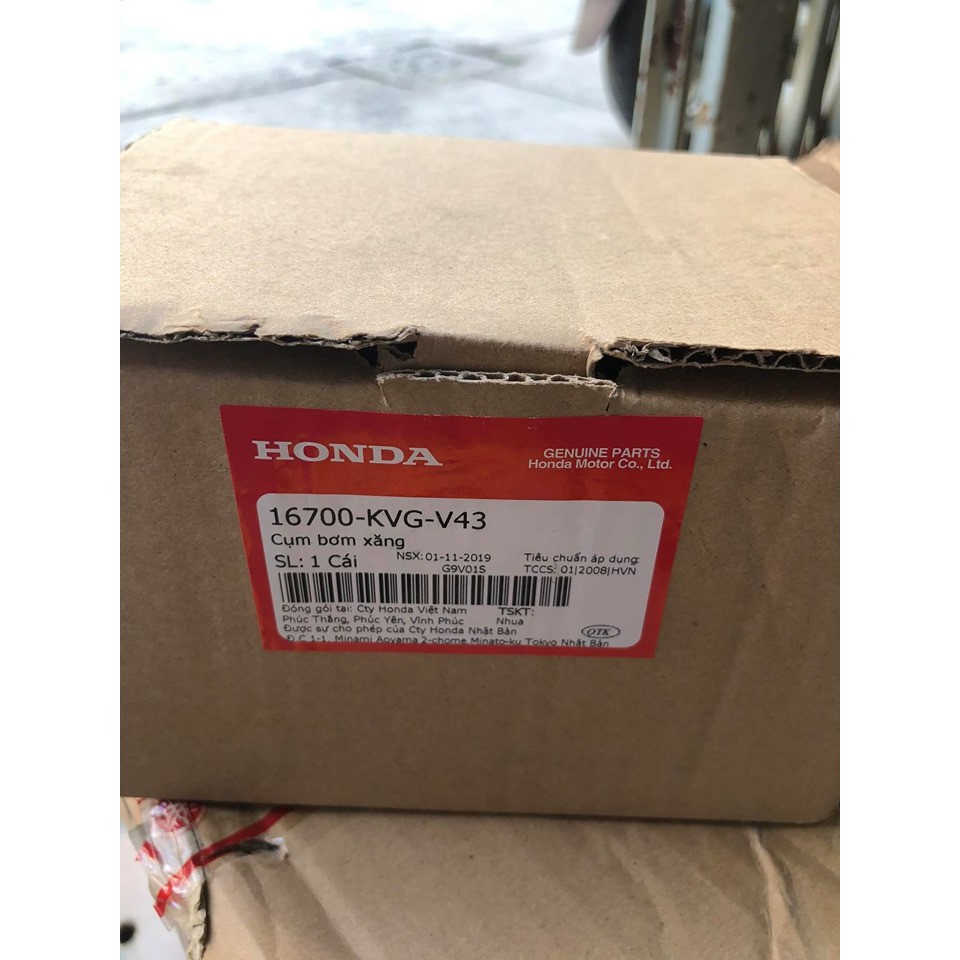 HONDA
GENUINE PARTS
Honda Motor Co., Ltd.
16700-KVG-V43
Cụm bơm xăng
SL: 1 Cái
NSX: 01-11-2019
G9V01S
Tiêu chuẩn áp dụng:
TCCS: 01|2008|HVN
Đóng gói tại: Cty Honda Việt Nam
Phúc Thắng, Phúc Yên, Vĩnh Phúc
Được sự cho phép của Cty Honda Nhật Bản
Đ.C 1-1, Minami Aoyama 2-chome Minato-ku Tokyo Nhật Bản
TSKT:
Nhua
QTK